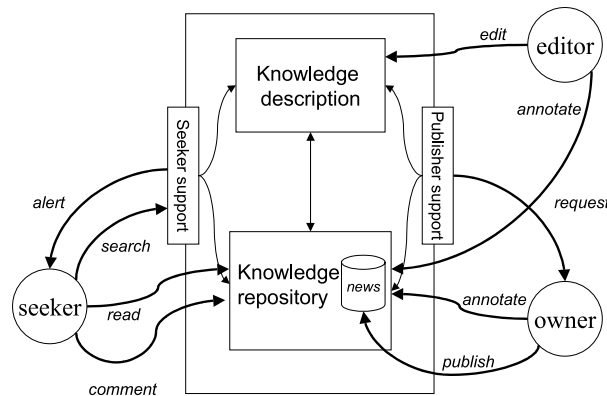 edit
editor
Knowledge
description
annotate
Seeker support
Publisher support
alert
request
search
Knowledge
repository
news
seeker
read
annotate
owner
publish
comment